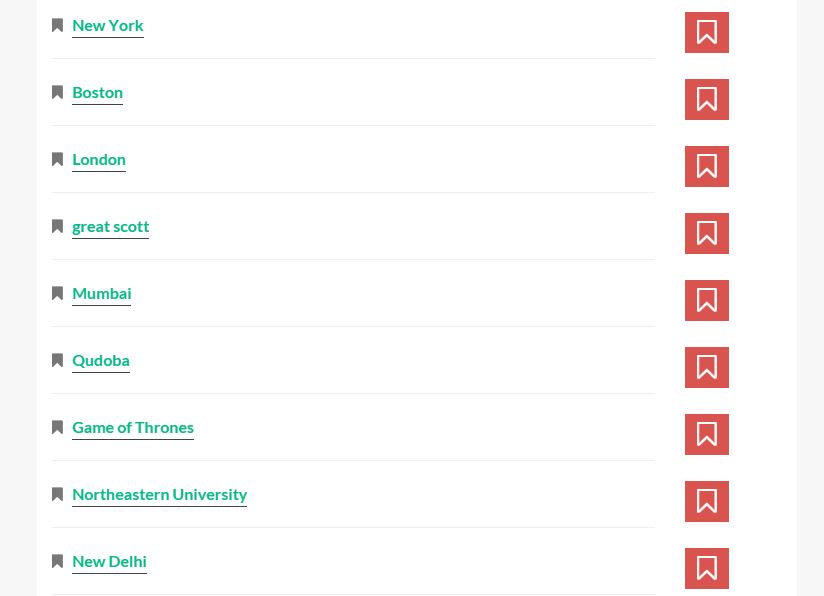 New York
Boston
London
great scott
Mumbai
Qudoba
Game of Thrones
Northeastern University
New Delhi